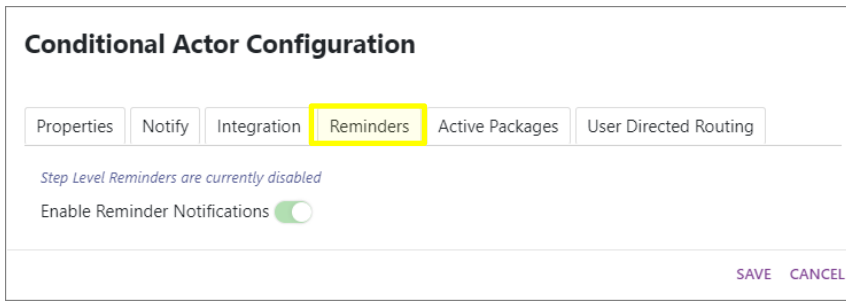 Conditional Actor Configuration
Properties Notify Integration Reminders Active Packages User Directed Routing
Step Level Reminders are currently disabled
Enable Reminder Notifications
SAVE CANCEL